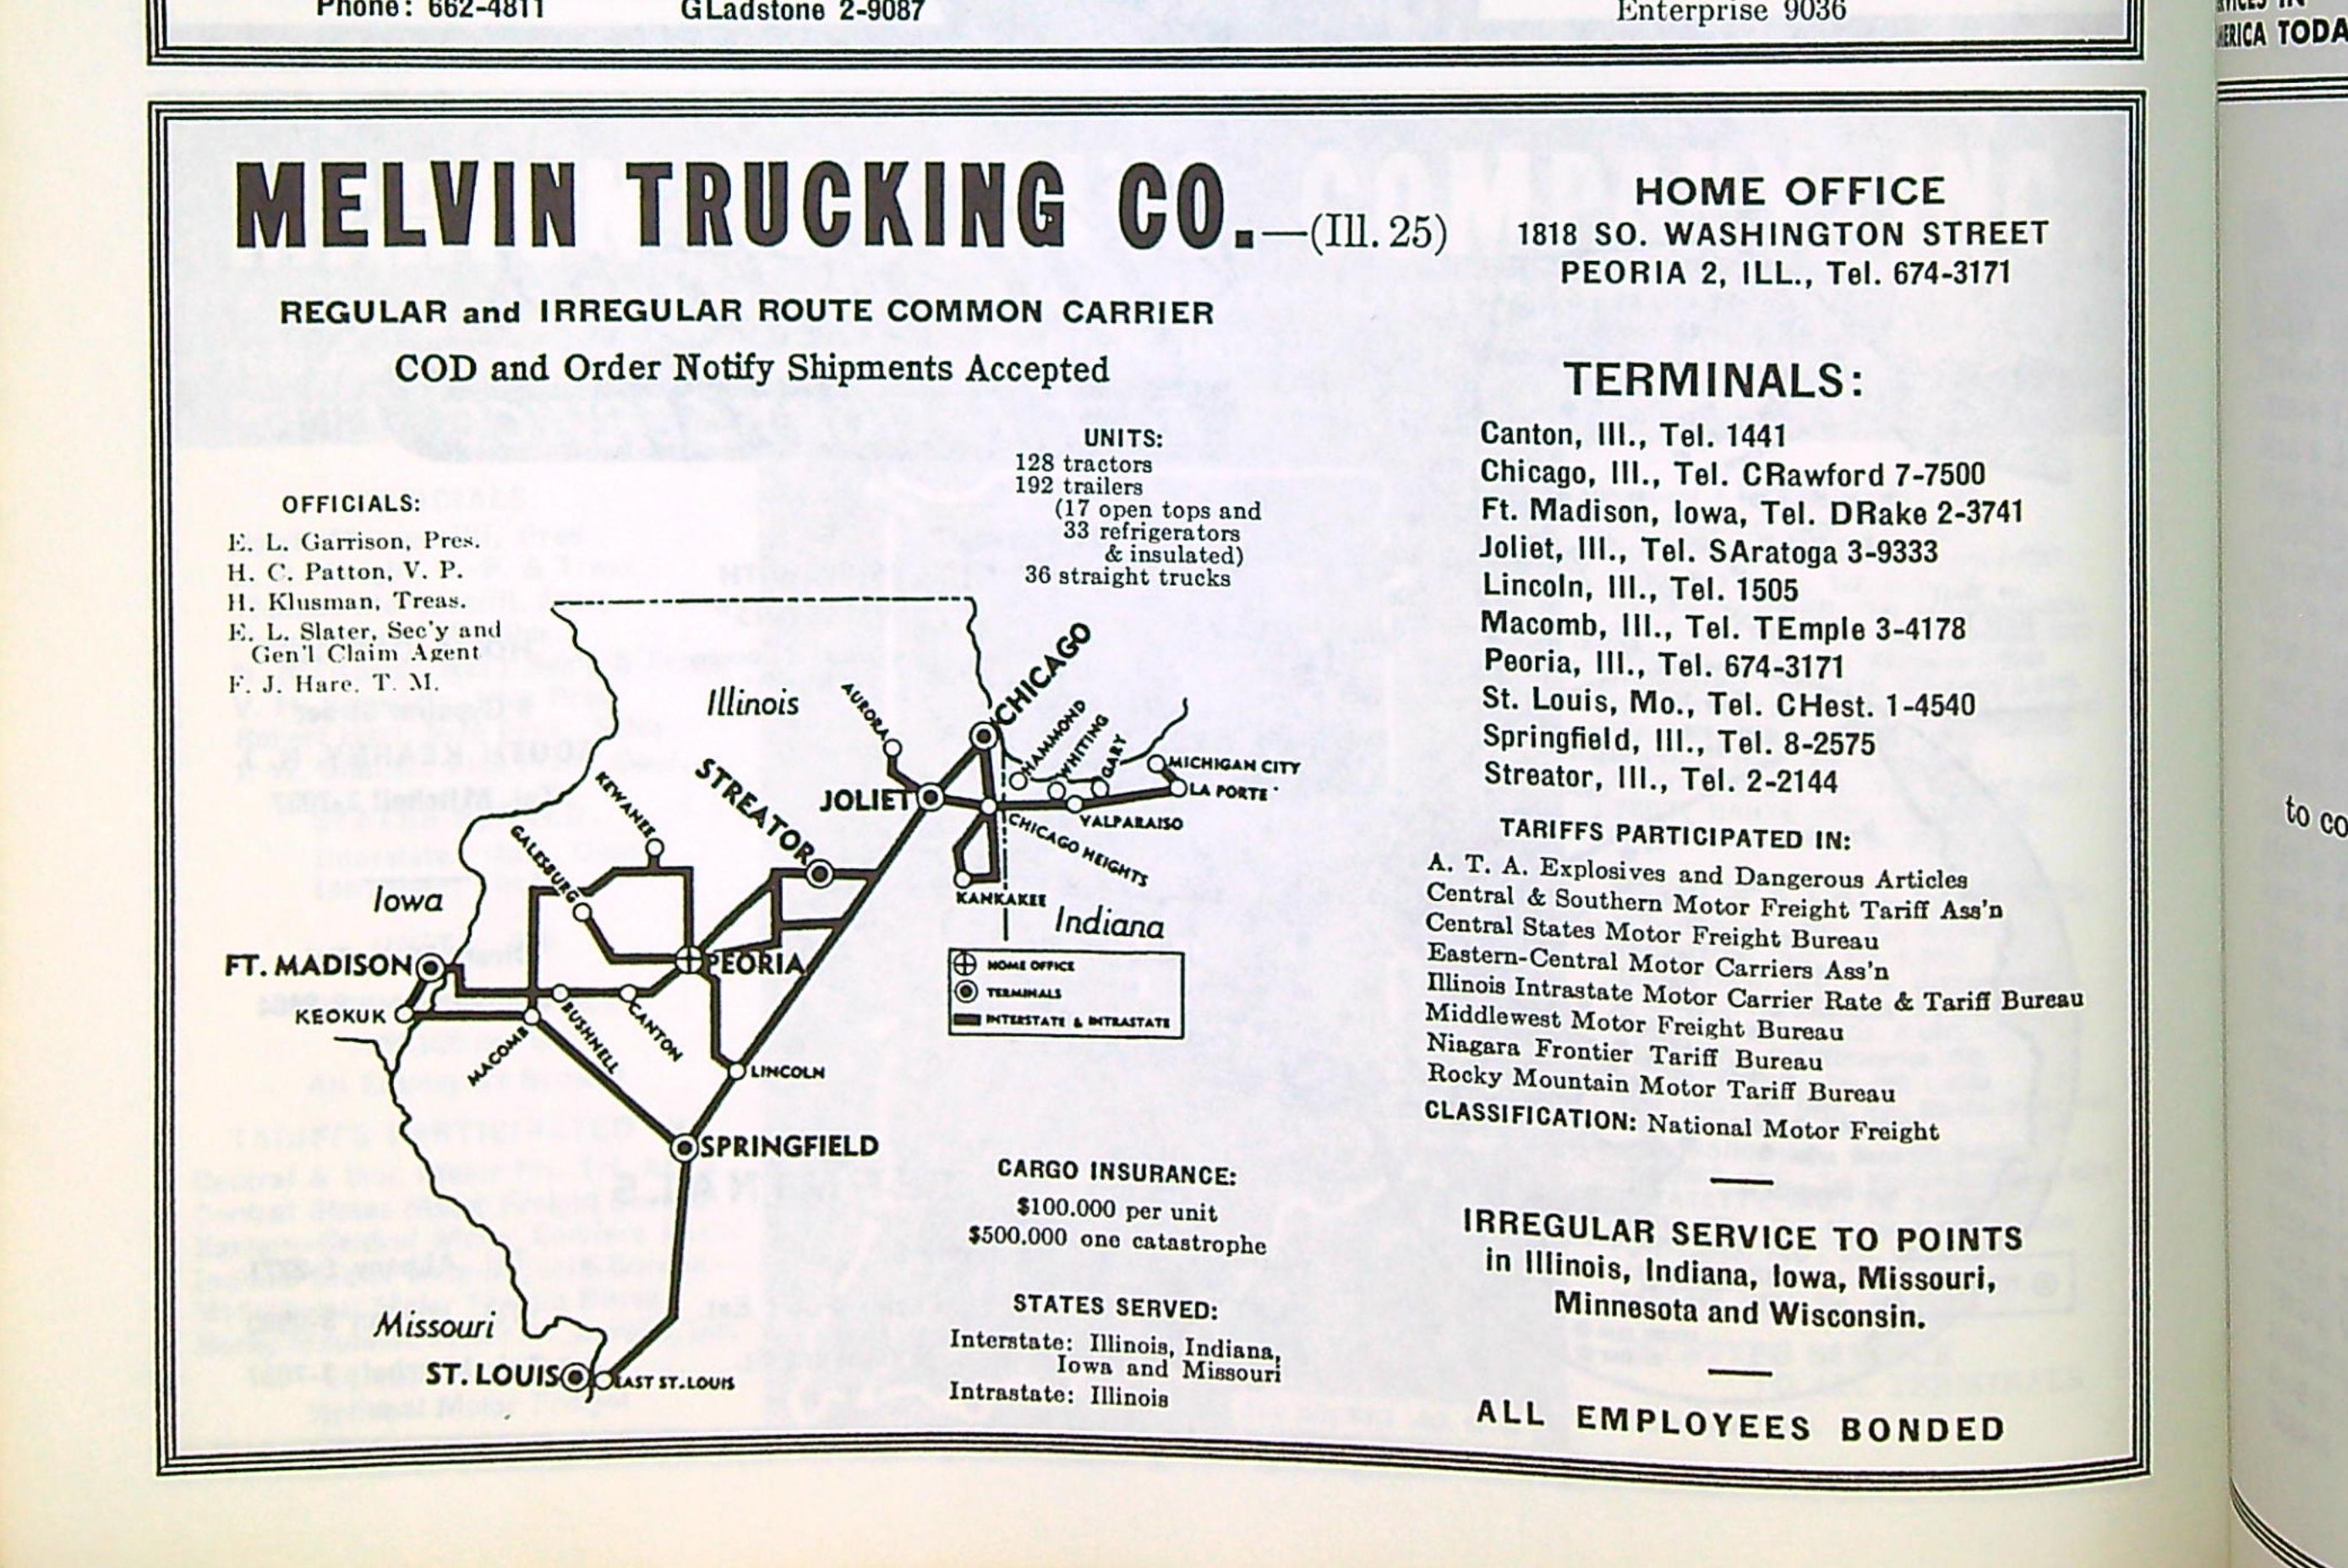 Phone: 662-4811
GLadstone 2-9087
Enterprise 9036
MELVIN TRUCKING CO.—(Ill. 25)
REGULAR and IRREGULAR ROUTE COMMON CARRIER
COD and Order Notify Shipments Accepted
OFFICIALS:
E. L. Garrison, Pres.
H. C. Patton, V. P.
H. Klusman, Treas.
E. L. Slater, Sec'y and
Gen'l Claim Agent
F. J. Hare, T. M.
UNITS:
128 tractors
192 trailers
(17 open tops and
33 refrigerators
& insulated)
36 straight trucks
Illinois
AURORA
CHICAGO
HAMMOND
WHITING
GARY
MICHIGAN CITY
LA PORTE
JOLIET
VALPARAISO
CHICAGO HEIGHTS
KANKAKEE
STREATOR
KEWANEE
GALESBURG
Iowa
Indiana
FT. MADISON
PEORIA
KEOKUK
MACOMB
BUSHNELL
CANTON
LINCOLN
SPRINGFIELD
Missouri
ST. LOUIS
EAST ST. LOUIS
HOME OFFICE
TERMINALS
INTERSTATE & INTRASTATE
CARGO INSURANCE:
$100.000 per unit
$500.000 one catastrophe
STATES SERVED:
Interstate: Illinois, Indiana,
Iowa and Missouri
Intrastate: Illinois
HOME OFFICE
1818 SO. WASHINGTON STREET
PEORIA 2, ILL., Tel. 674-3171
TERMINALS:
Canton, Ill., Tel. 1441
Chicago, Ill., Tel. CRawford 7-7500
Ft. Madison, Iowa, Tel. DRake 2-3741
Joliet, Ill., Tel. SAratoga 3-9333
Lincoln, Ill., Tel. 1505
Macomb, Ill., Tel. TEmple 3-4178
Peoria, Ill., Tel. 674-3171
St. Louis, Mo., Tel. CHest. 1-4540
Springfield, Ill., Tel. 8-2575
Streator, Ill., Tel. 2-2144
TARIFFS PARTICIPATED IN:
A. T. A. Explosives and Dangerous Articles
Central & Southern Motor Freight Tariff Ass'n
Central States Motor Freight Bureau
Eastern-Central Motor Carriers Ass'n
Illinois Intrastate Motor Carrier Rate & Tariff Bureau
Middlewest Motor Freight Bureau
Niagara Frontier Tariff Bureau
Rocky Mountain Motor Tariff Bureau
CLASSIFICATION: National Motor Freight
IRREGULAR SERVICE TO POINTS
in Illinois, Indiana, Iowa, Missouri,
Minnesota and Wisconsin.
ALL EMPLOYEES BONDED
to co